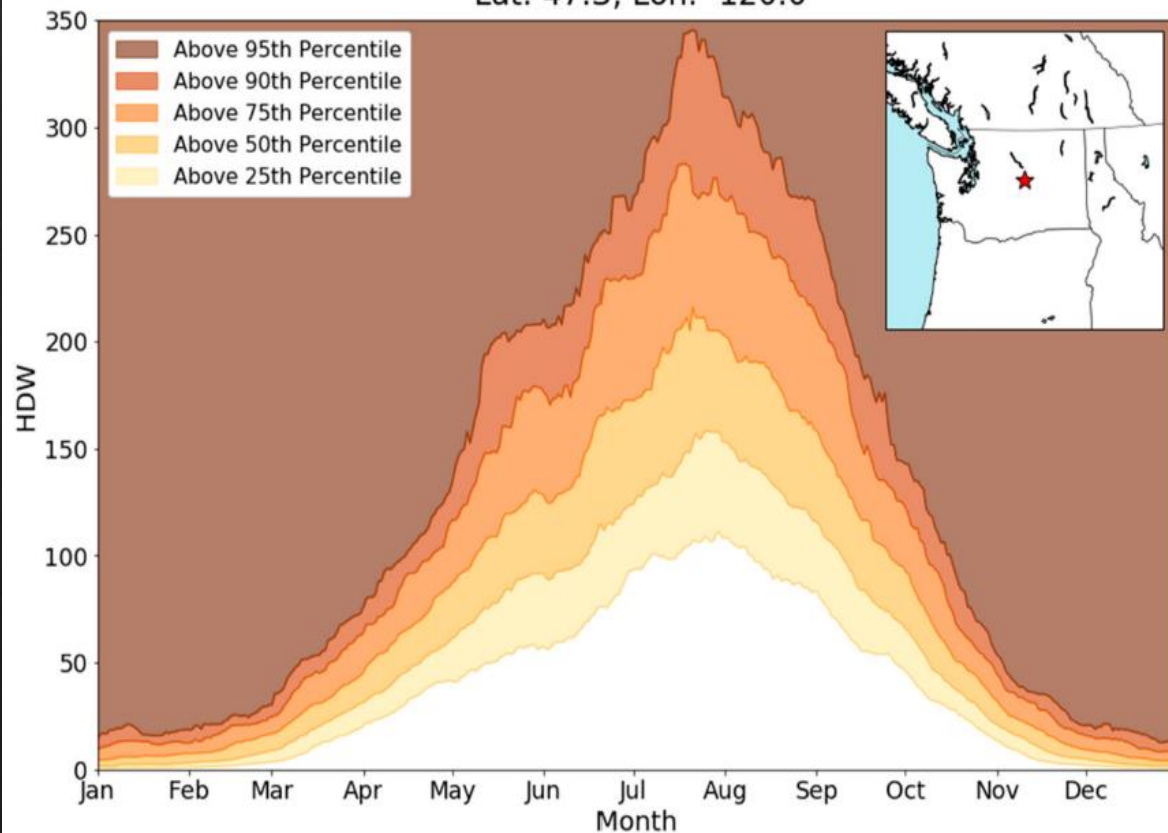 350
300
250
200
150
100
50
0
HDW
Above 95th Percentile
Above 90th Percentile
Above 75th Percentile
Above 50th Percentile
Above 25th Percentile
Jan Feb Mar Apr May Jun Jul Aug Sep Oct Nov Dec
Month